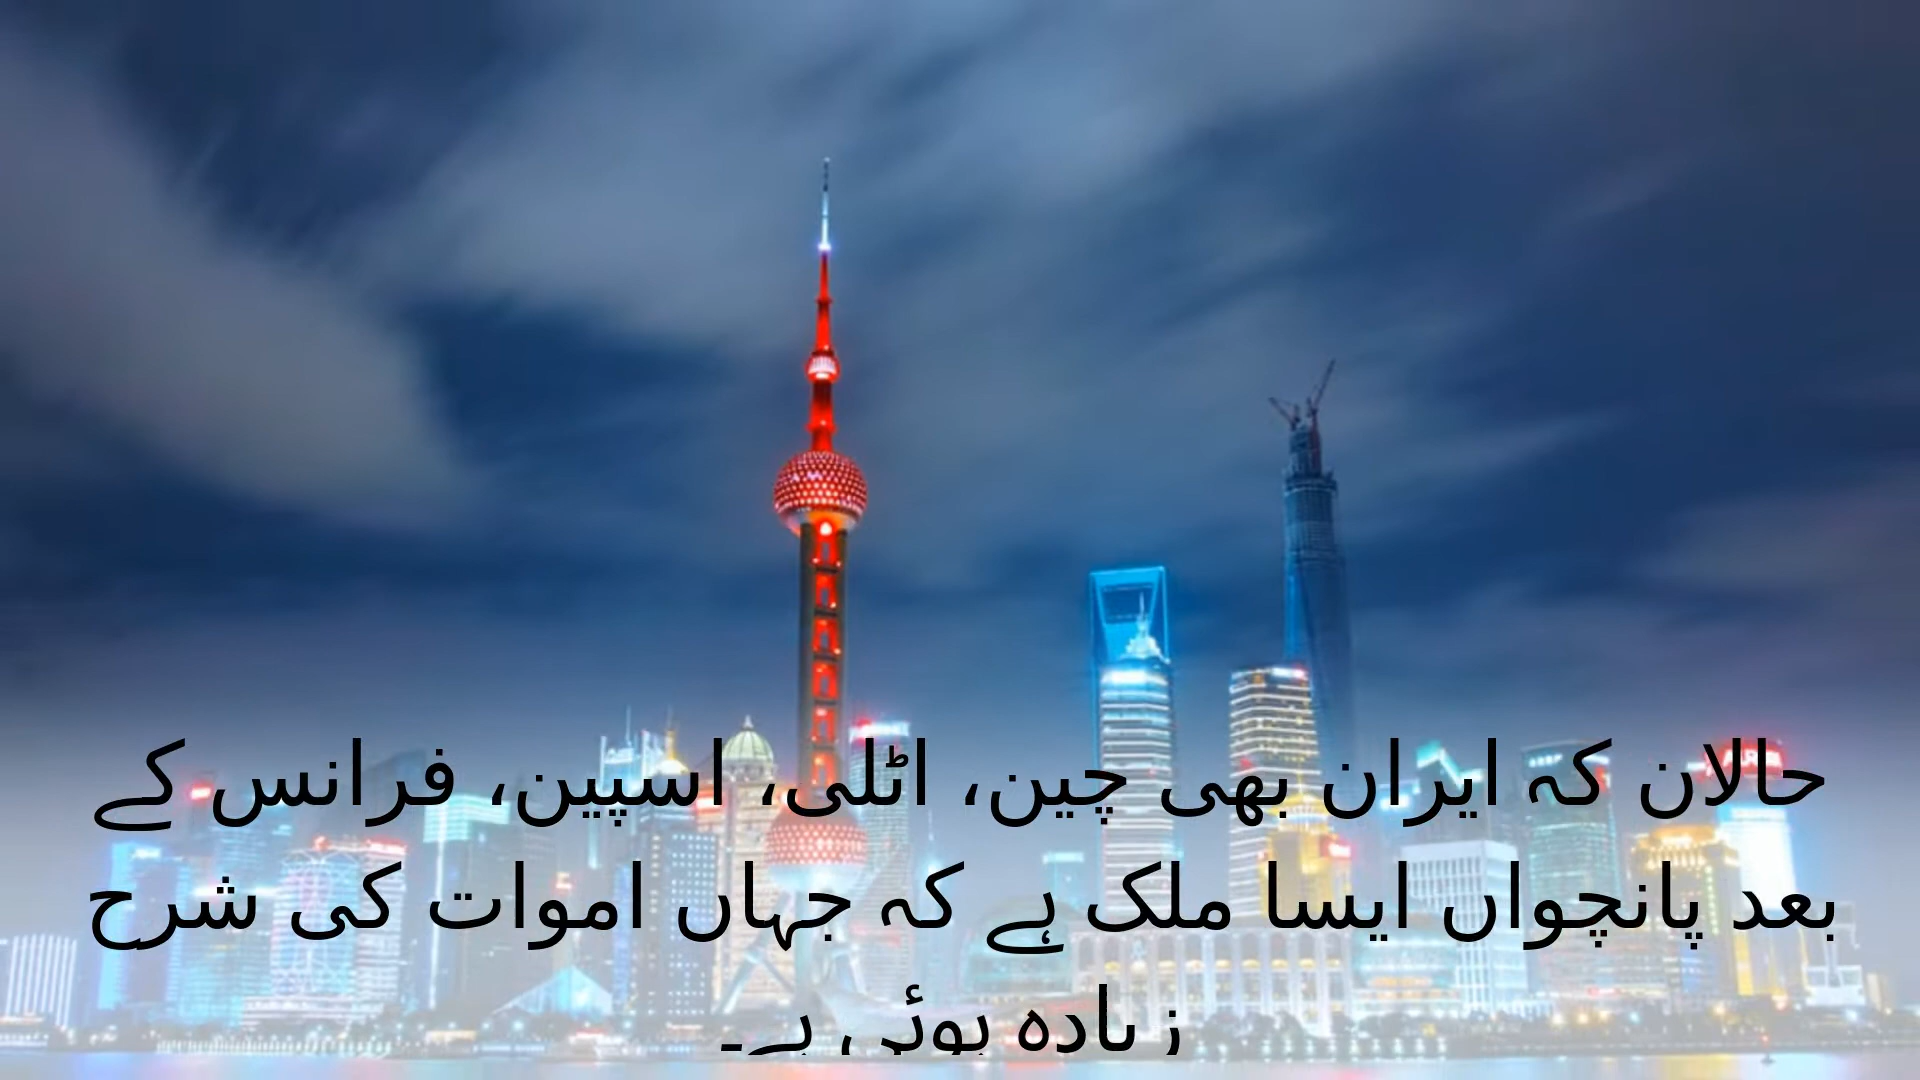 حالان کہ ایران بھی چین، اٹلی، اسپین، فرانس کے
بعد پانچواں ایسا ملک ہے کہ جہاں اموات کی شرح
زیادہ ہوئی ہے۔